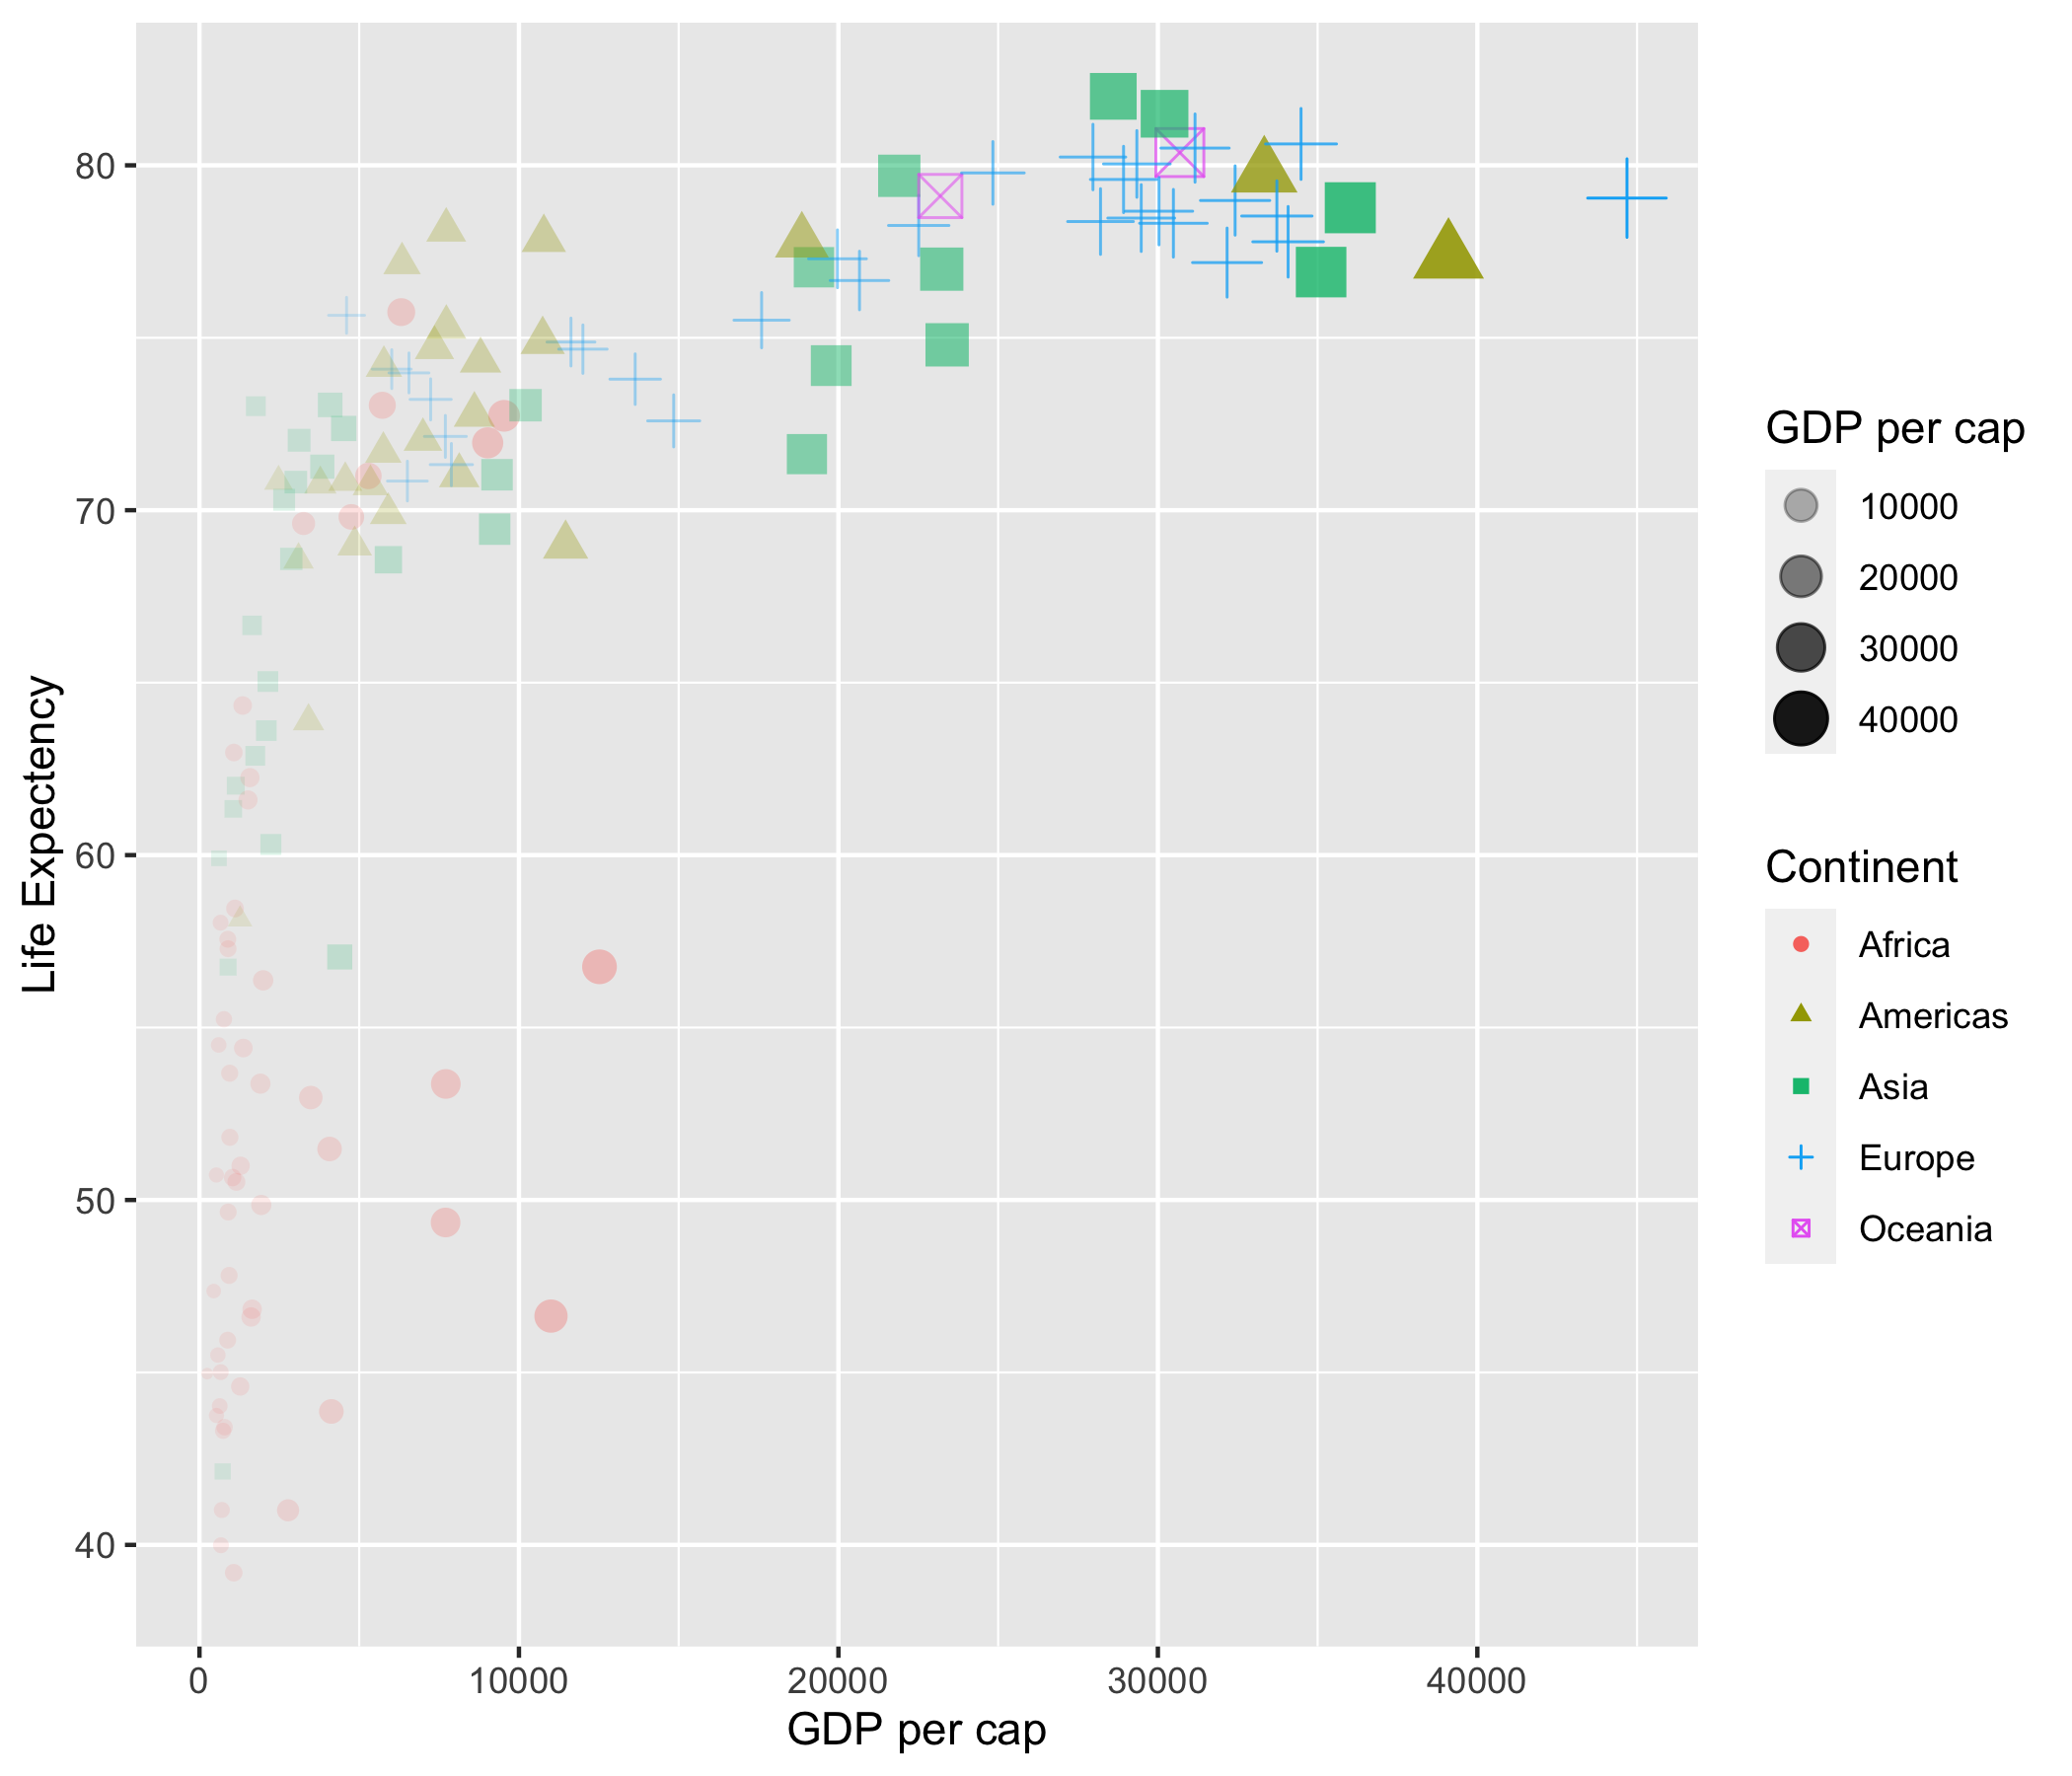 80
70
60
50
40
Life Expectency
0 10000 20000 30000 40000
GDP per cap
GDP per cap
10000
20000
30000
40000
Continent
Africa
Americas
Asia
Europe
Oceania